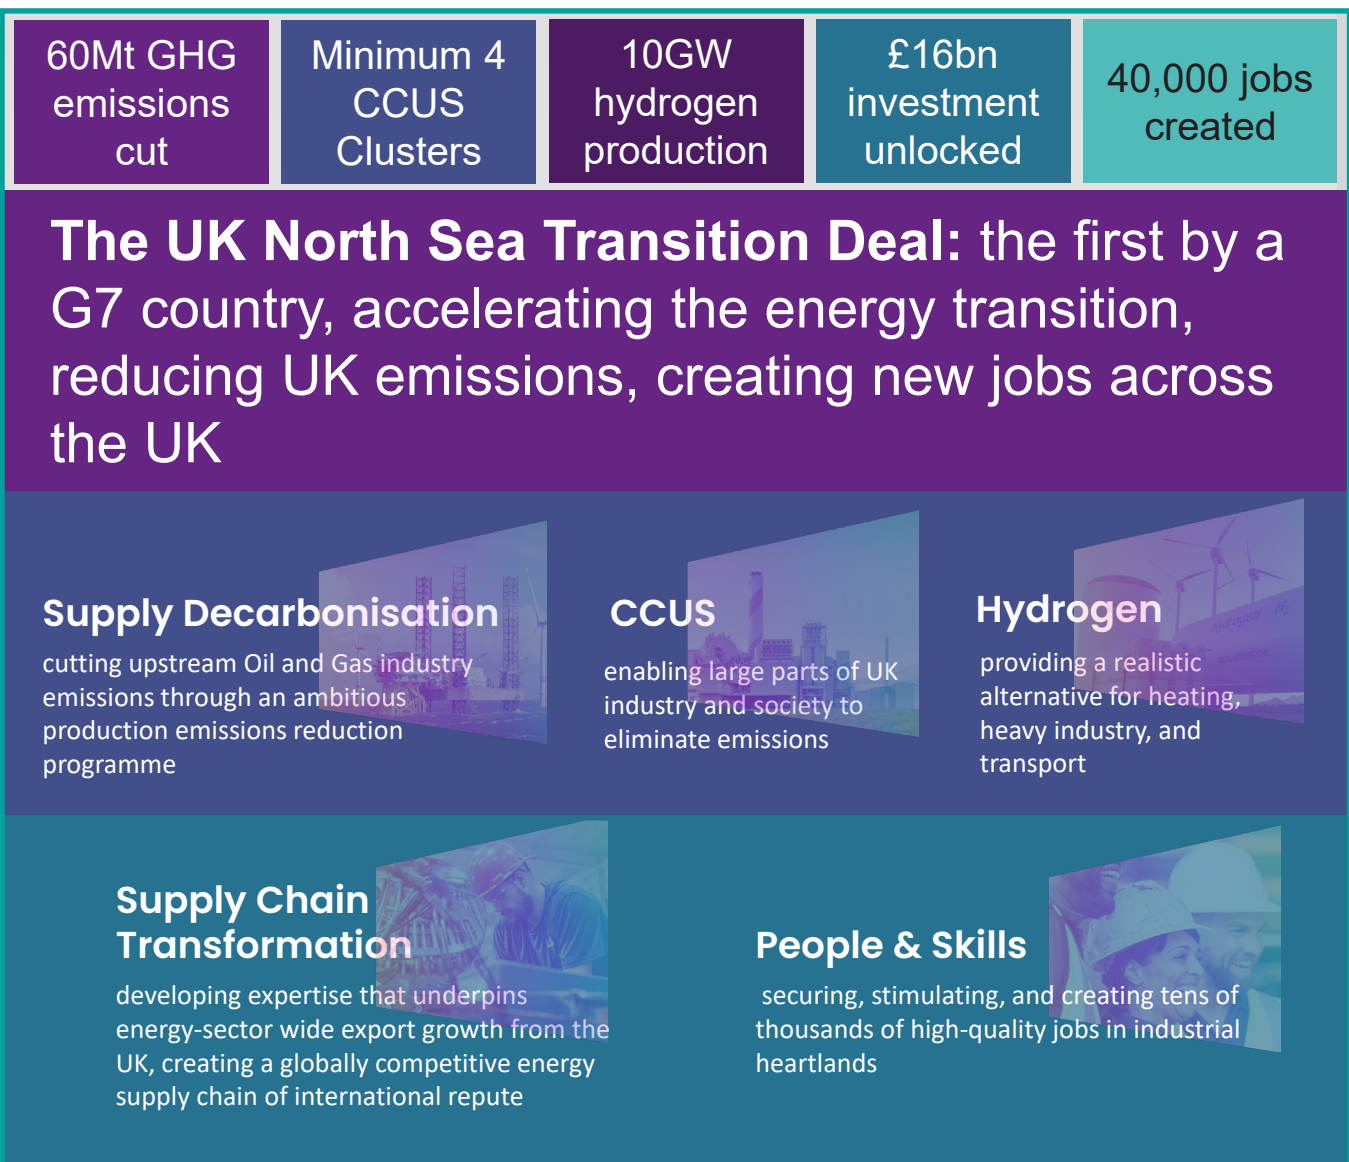 60Mt GHG
emissions
cut
Minimum 4
CCUS
Clusters
10GW
hydrogen
production
£16bn
investment
unlocked
40,000 jobs
created
The UK North Sea Transition Deal: the first by a
G7 country, accelerating the energy transition,
reducing UK emissions, creating new jobs across
the UK
Supply Decarbonisation
cutting upstream Oil and Gas industry
emissions through an ambitious
production emissions reduction
programme
CCUS
enabling large parts of UK
industry and society to
eliminate emissions
Hydrogen
providing a realistic
alternative for heating,
heavy industry, and
transport
Hydrogen H2
Supply Chain
Transformation
developing expertise that underpins
energy-sector wide export growth from the
UK, creating a globally competitive energy
supply chain of international repute
People & Skills
securing, stimulating, and creating tens of
thousands of high-quality jobs in industrial
heartlands